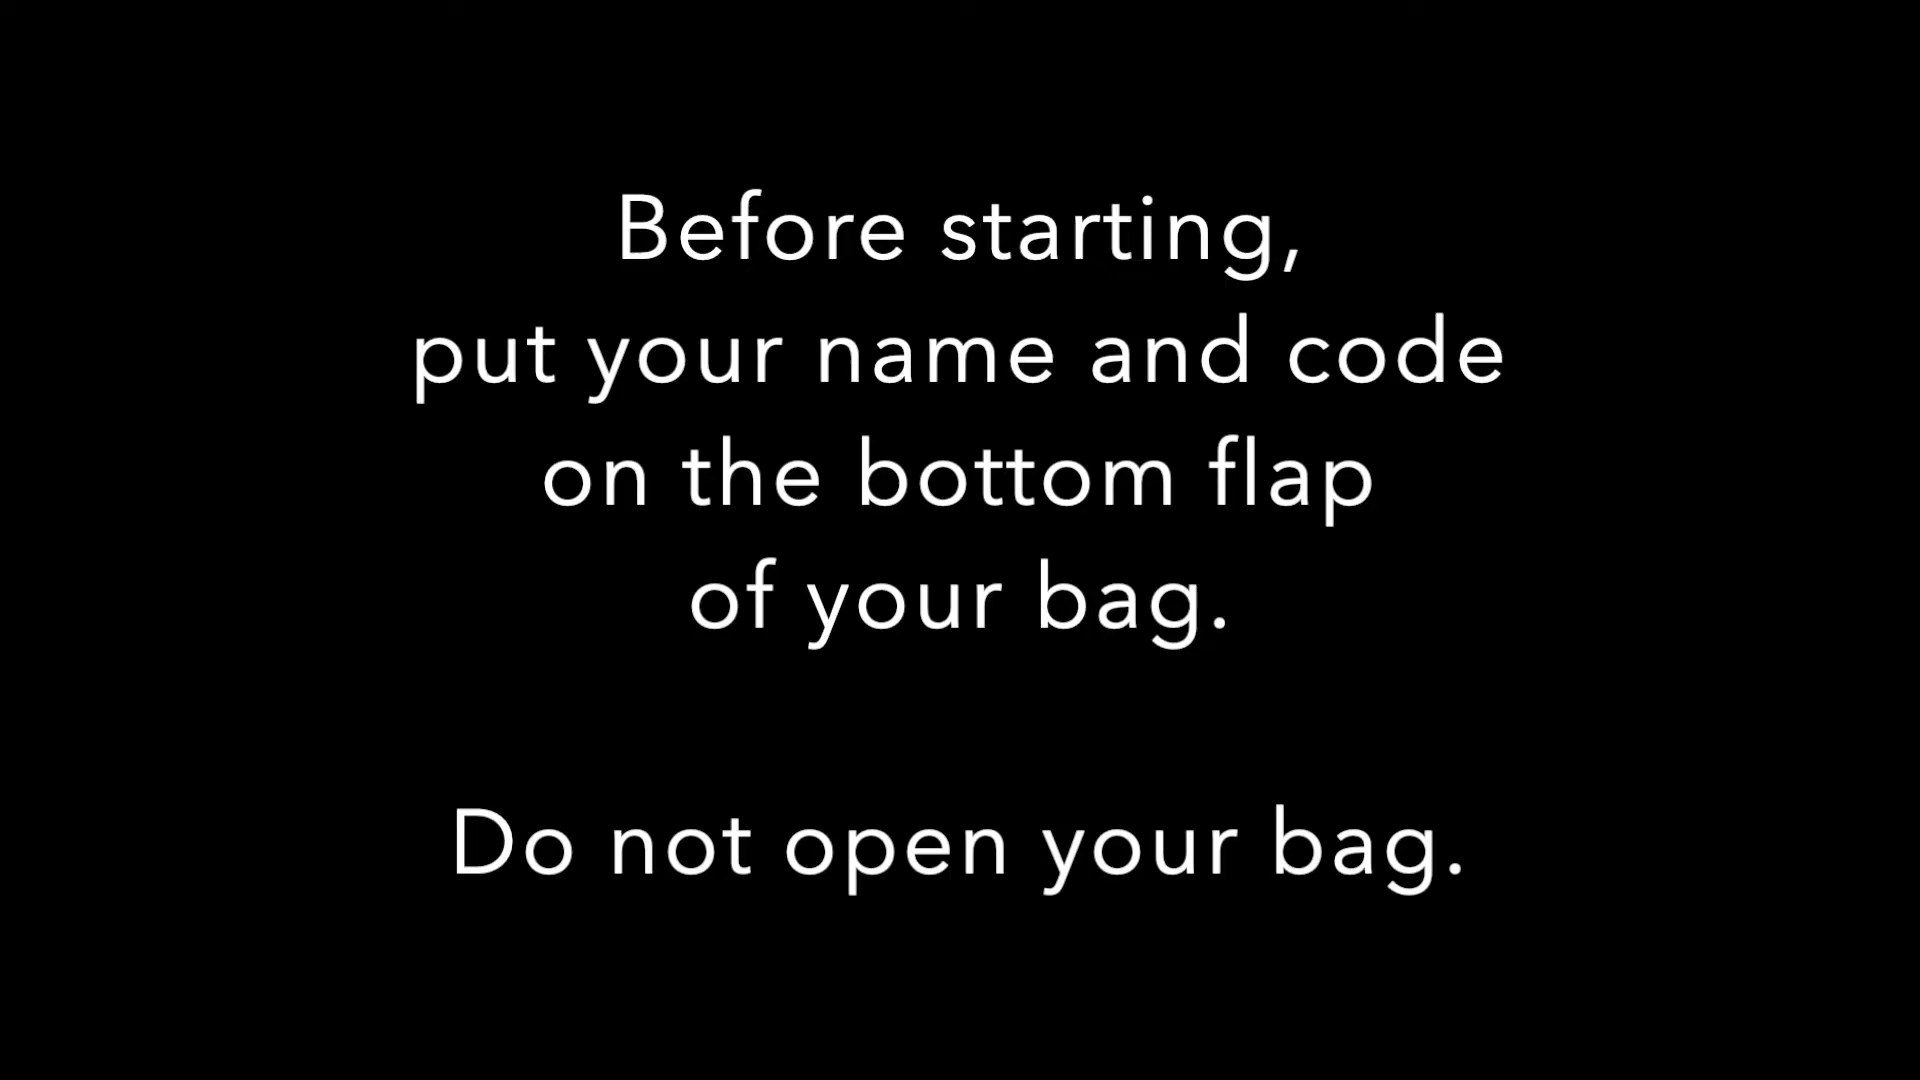 Before starting,
put your name and code
on the bottom flap
of your bag.
Do not open your bag.